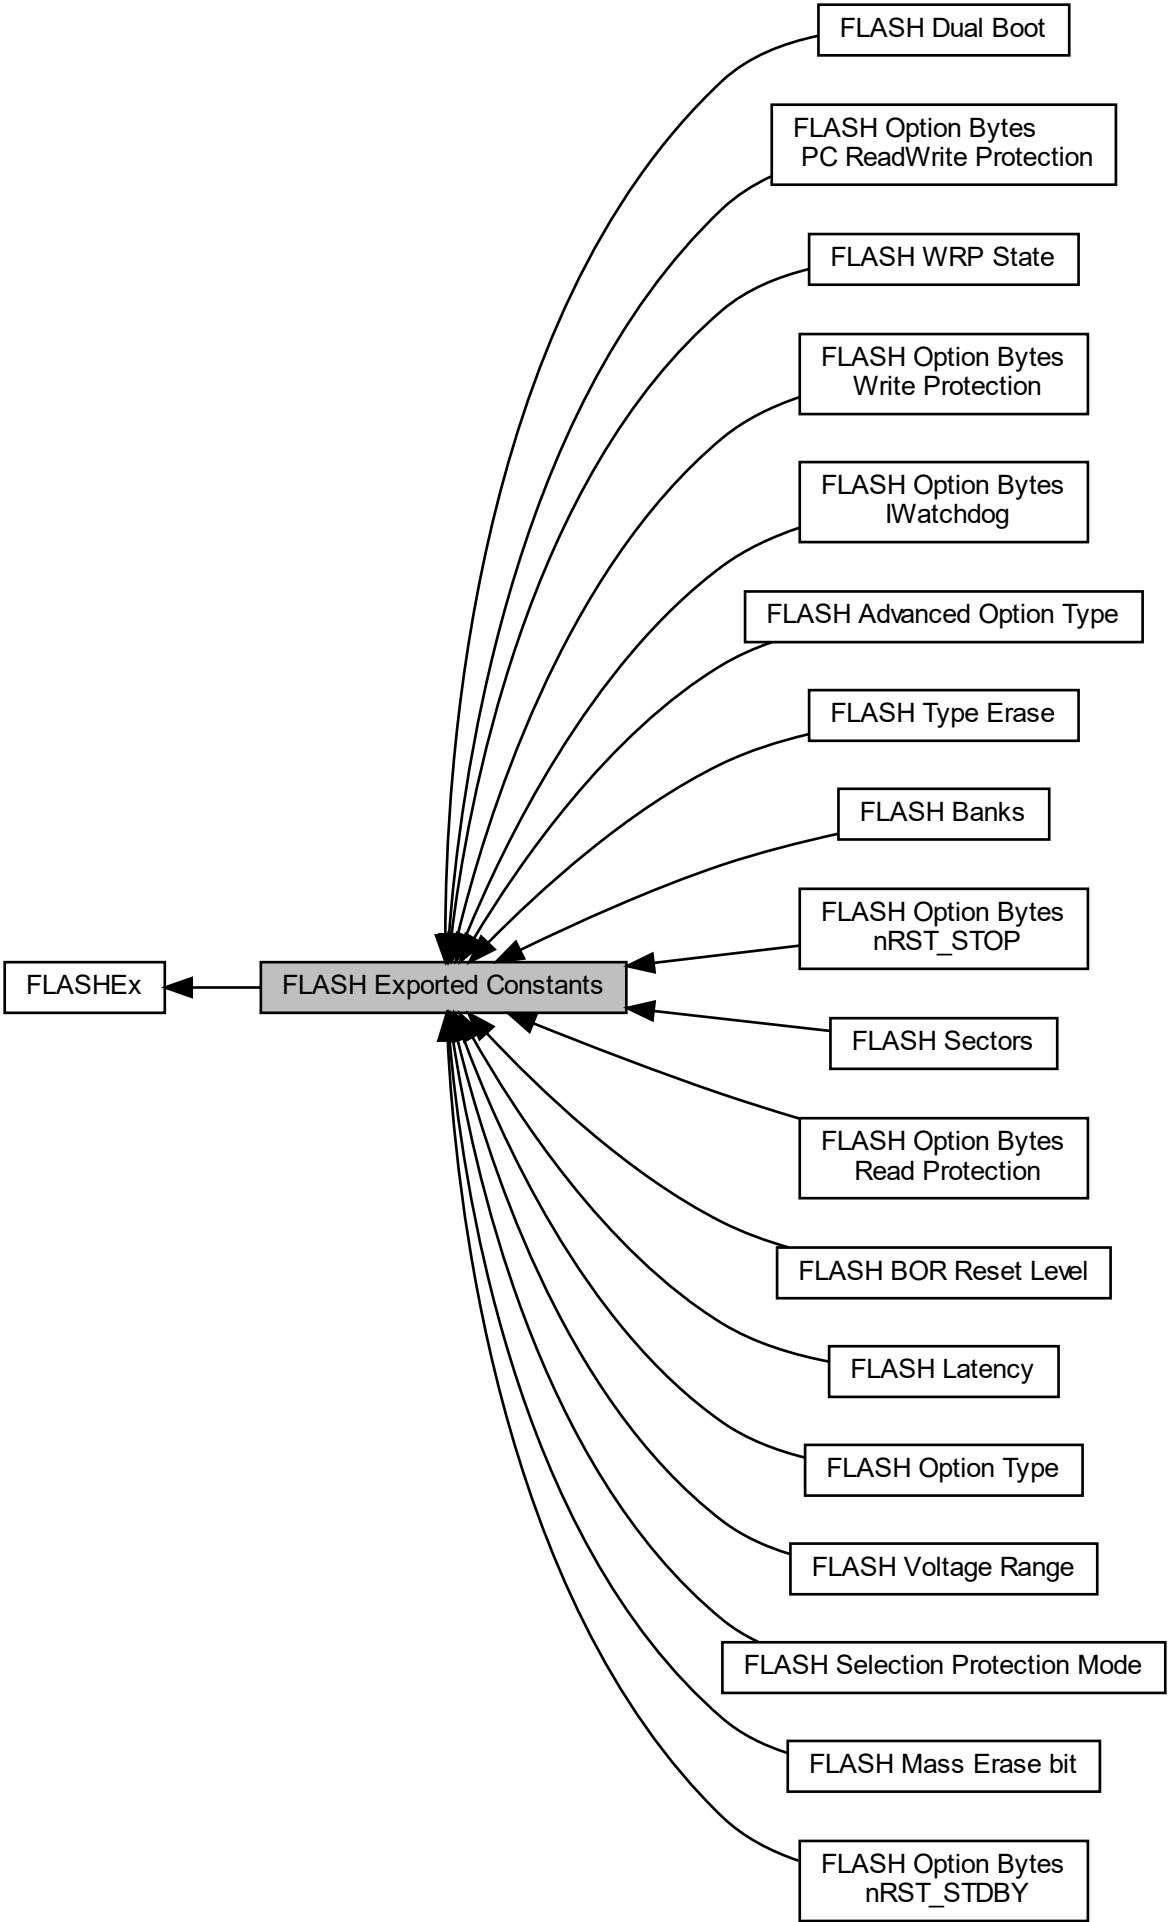 FLASH Dual Boot
FLASH Option Bytes
PC ReadWrite Protection
FLASH WRP State
FLASH Option Bytes
Write Protection
FLASH Option Bytes
IWatchdog
FLASH Advanced Option Type
FLASH Type Erase
FLASH Banks
FLASH Option Bytes
nRST_STOP
FLASHEx
FLASH Exported Constants
FLASH Sectors
FLASH Option Bytes
Read Protection
FLASH BOR Reset Level
FLASH Latency
FLASH Option Type
FLASH Voltage Range
FLASH Selection Protection Mode
FLASH Mass Erase bit
FLASH Option Bytes
nRST_STDBY